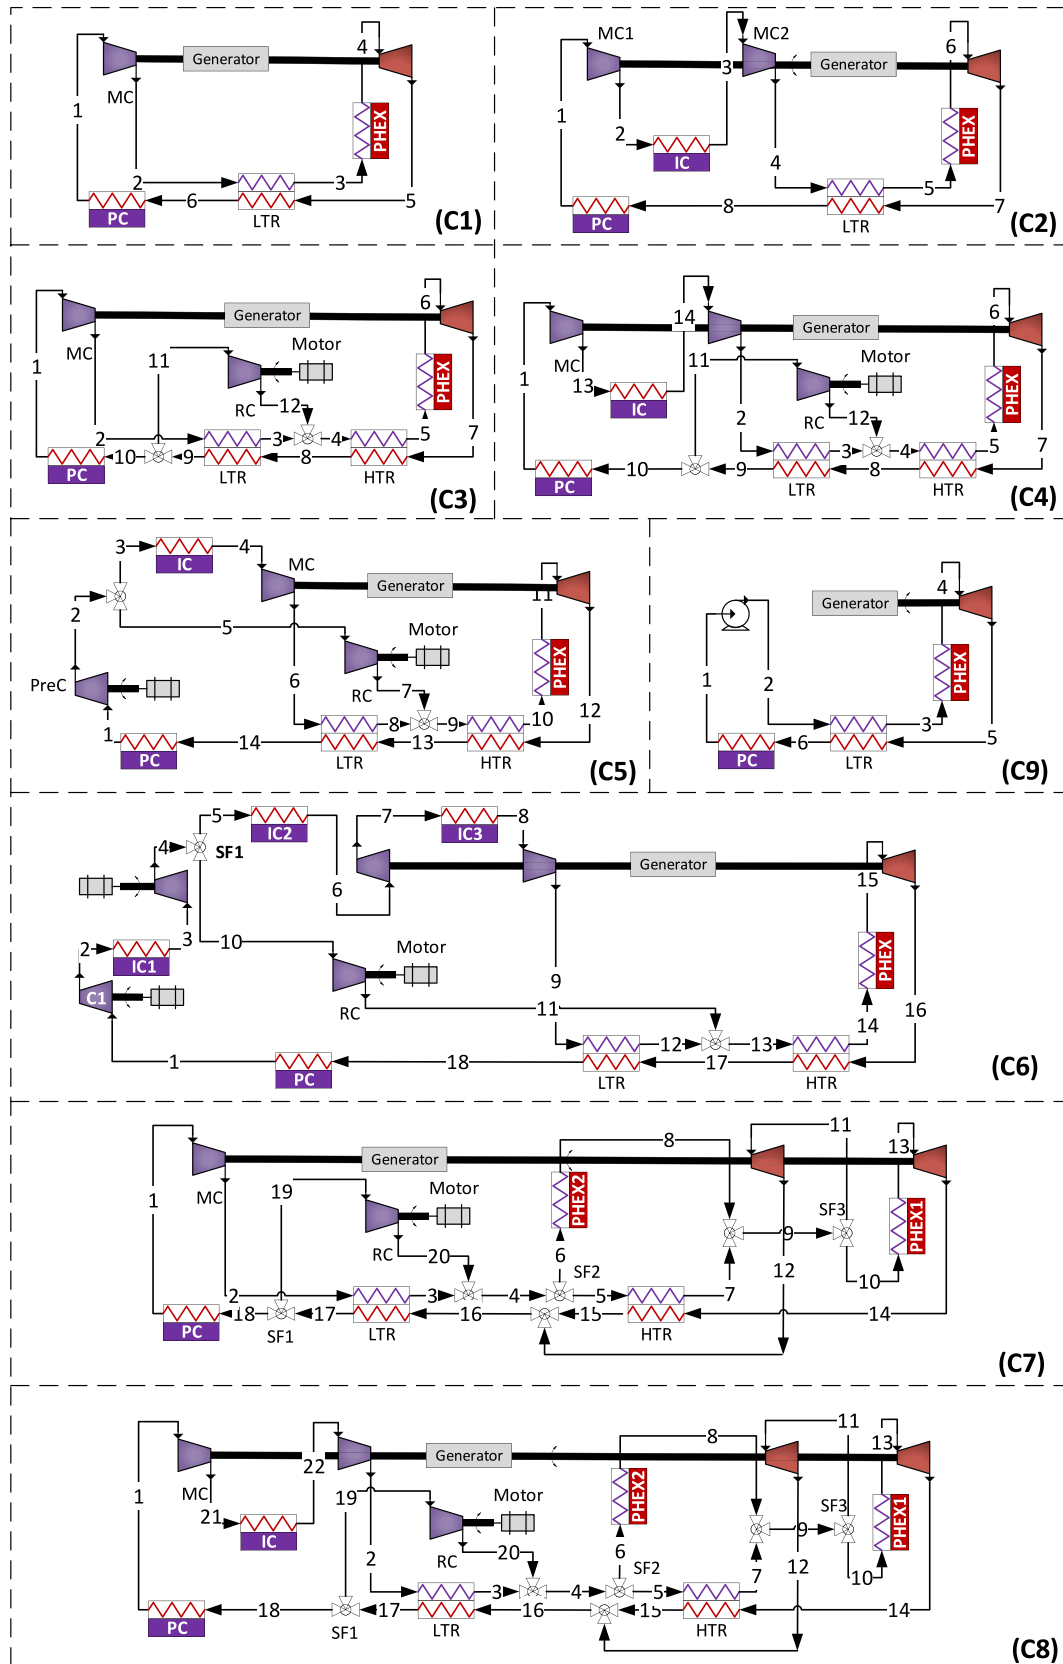 4
Generator
MC
1
PHEX
2
3
6
5
PC
LTR
(C1)
MC1
MC2
6
3
Generator
1
2
IC
PHEX
4
5
8
7
PC
LTR
(C2)
6
Generator
MC
11
Motor
1
PHEX
RC
12
2
3
4
5
7
10
9
8
PC
LTR
HTR
(C3)
14
6
Generator
MC
11
Motor
1
13
IC
PHEX
2
RC
12
3
4
5
7
10
9
8
PC
LTR
HTR
(C4)
3
4
MC
IC
Generator
11
2
5
Motor
PHEX
PreC
RC
6
7
8
9
10
12
1
14
13
PC
LTR
HTR
(C5)
4
Generator
PHEX
1
2
3
6
5
PC
LTR
(C9)
5
7
8
IC2
IC3
4
SF1
Generator
15
6
3
10
Motor
2
IC1
PHEX
9
C1
RC
11
16
14
12
13
1
18
17
PC
LTR
HTR
(C6)
11
8
13
Generator
MC
1
19
Motor
PHEX2
SF3
PHEX1
RC
20
9
6
12
SF2
10
2
3
4
5
7
18
17
16
15
14
PC
SF1
LTR
HTR
(C7)
11
8
13
Generator
22
MC
1
19
Motor
PHEX2
SF3
PHEX1
21
IC
RC
20
9
6
2
12
SF2
7
10
3
4
5
18
17
16
15
14
PC
SF1
LTR
HTR
(C8)